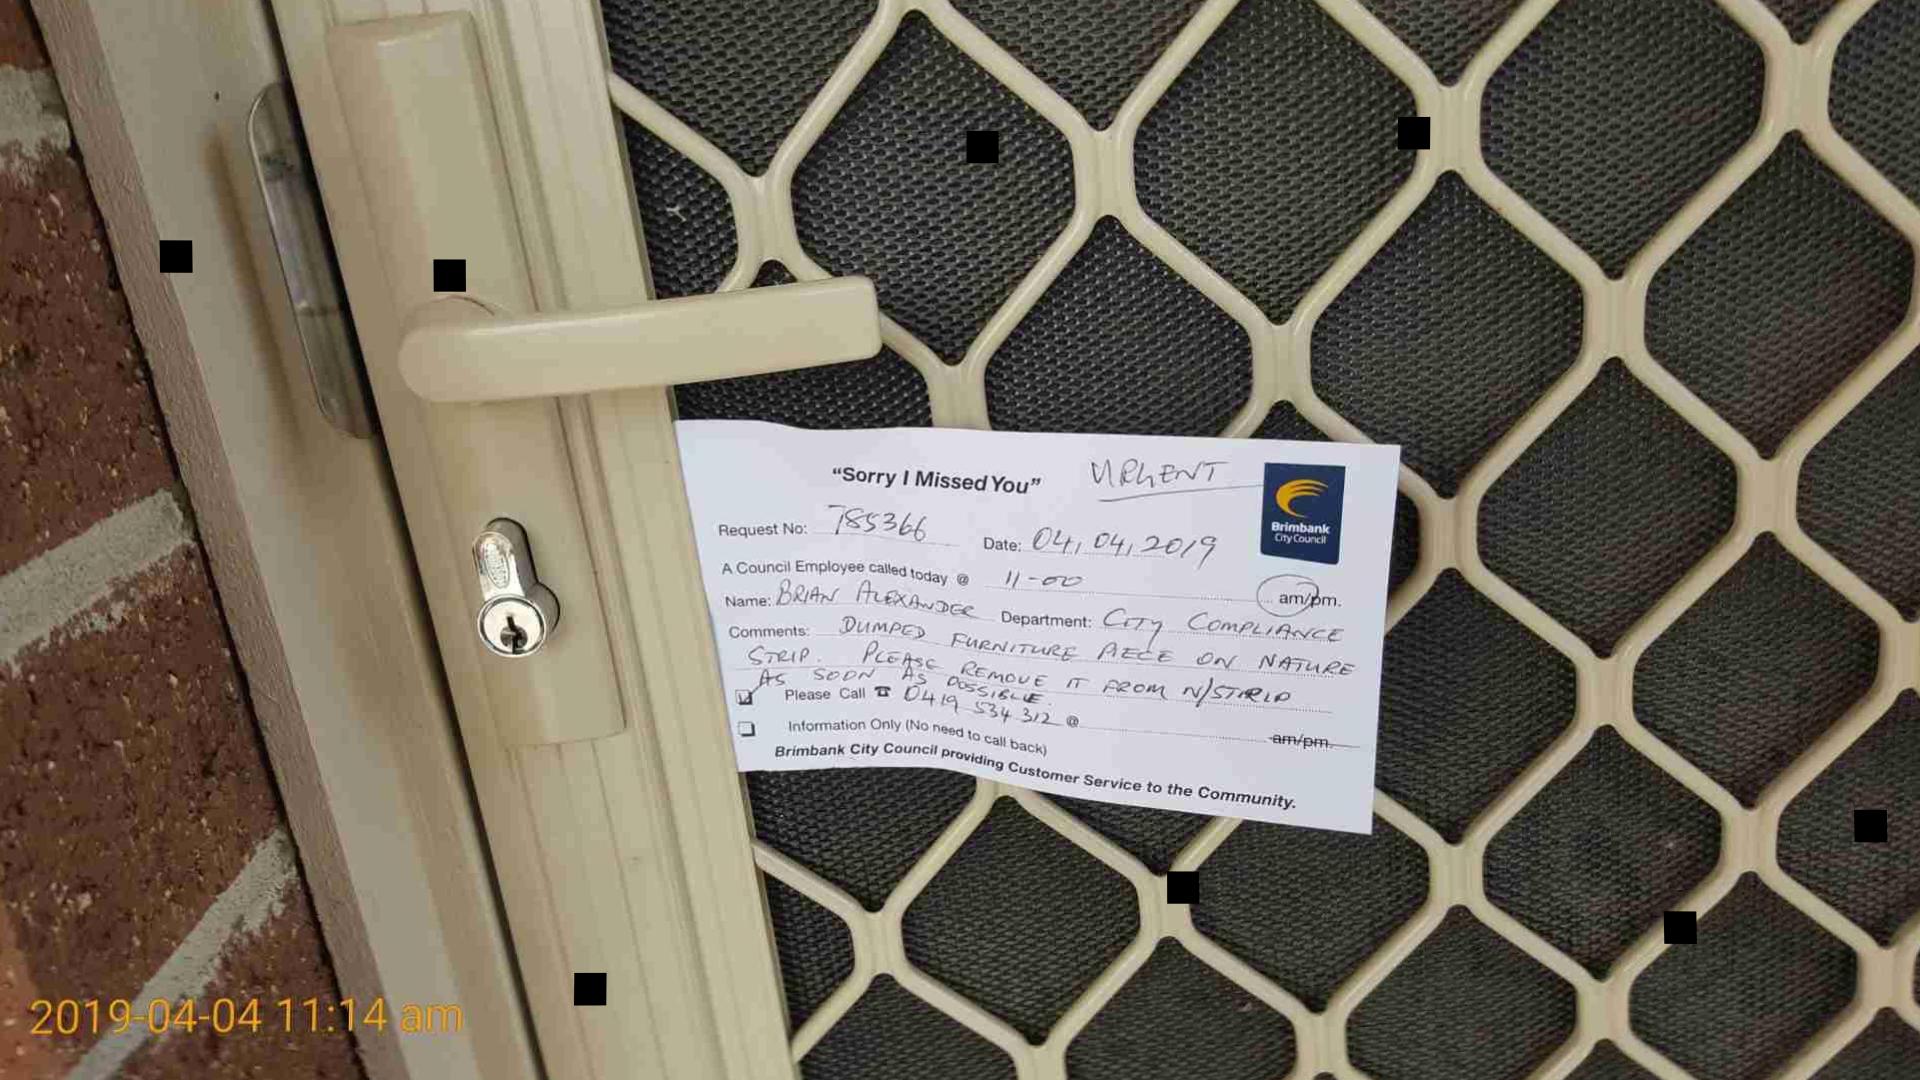 "Sorry I Missed You" URGENT
Brimbank
City Council
Request No: 785366 Date: 04, 04, 2019
A Council Employee called today @ 11-00 am/pm.
Name: BRIAN ALEXANDER Department: CITY COMPLIANCE
Comments: DUMPED FURNITURE PIECE ON NATURE
STRIP. PLEASE REMOVE IT FROM N/STRIP
AS SOON AS POSSIBLE.
Please Call ☎ 0419 534 312 @ am/pm.
Information Only (No need to call back)
Brimbank City Council providing Customer Service to the Community.
2019-04-04 11:14 am